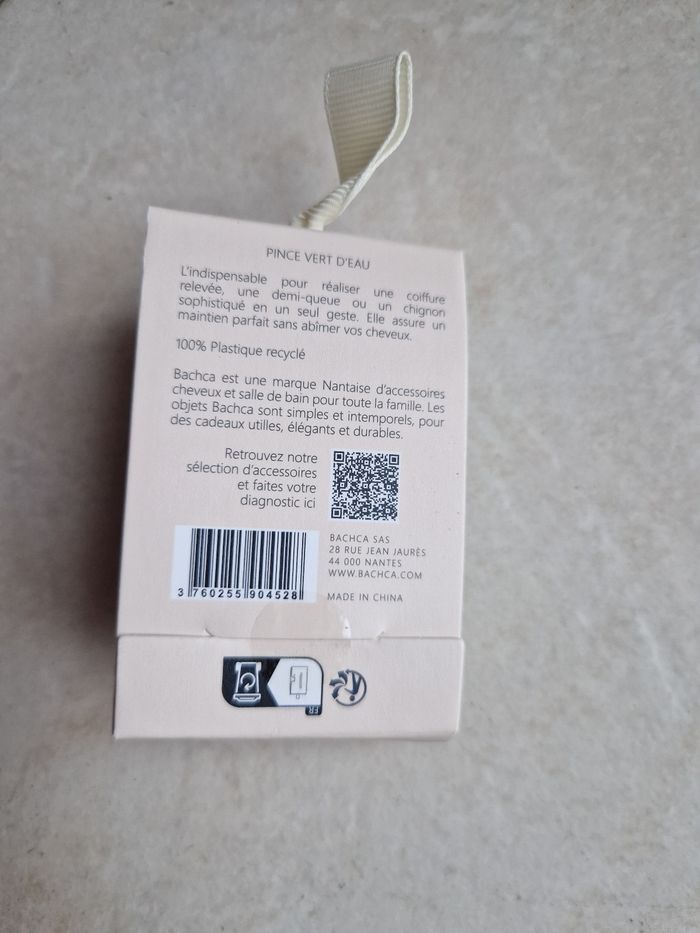 PINCE VERT D'EAU
L'indispensable pour réaliser une coiffure
relevée, une demi-queue ou un chignon
sophistiqué en un seul geste. Elle assure un
maintien parfait sans abîmer vos cheveux.
100% Plastique recyclé
Bachca est une marque Nantaise d'accessoires
cheveux et salle de bain pour toute la famille. Les
objets Bachca sont simples et intemporels, pour
des cadeaux utilles, élégants et durables.
Retrouvez notre
sélection d'accessoires
et faites votre
diagnostic ici
BACHCA SAS
28 RUE JEAN JAURÈS
44 000 NANTES
WWW.BACHCA.COM
MADE IN CHINA
3 760255 904528
FR